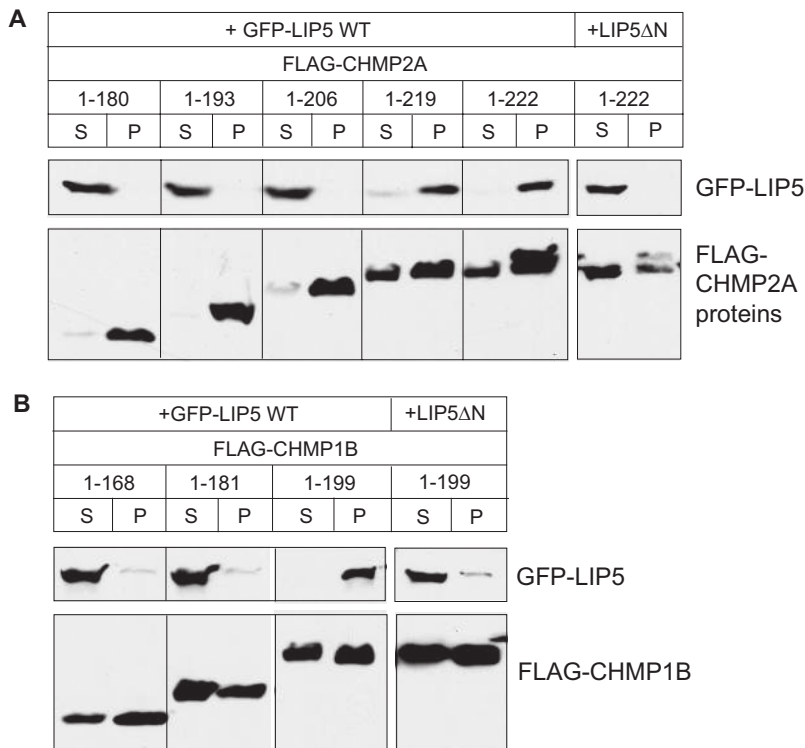 A
+ GFP-LIP5 WT +LIP5ΔN
FLAG-CHMP2A
1-180 1-193 1-206 1-219 1-222 1-222
S P S P S P S P S P S P
GFP-LIP5
FLAG-
CHMP2A
proteins
B
+GFP-LIP5 WT +LIP5ΔN
FLAG-CHMP1B
1-168 1-181 1-199 1-199
S P S P S P S P
GFP-LIP5
FLAG-CHMP1B